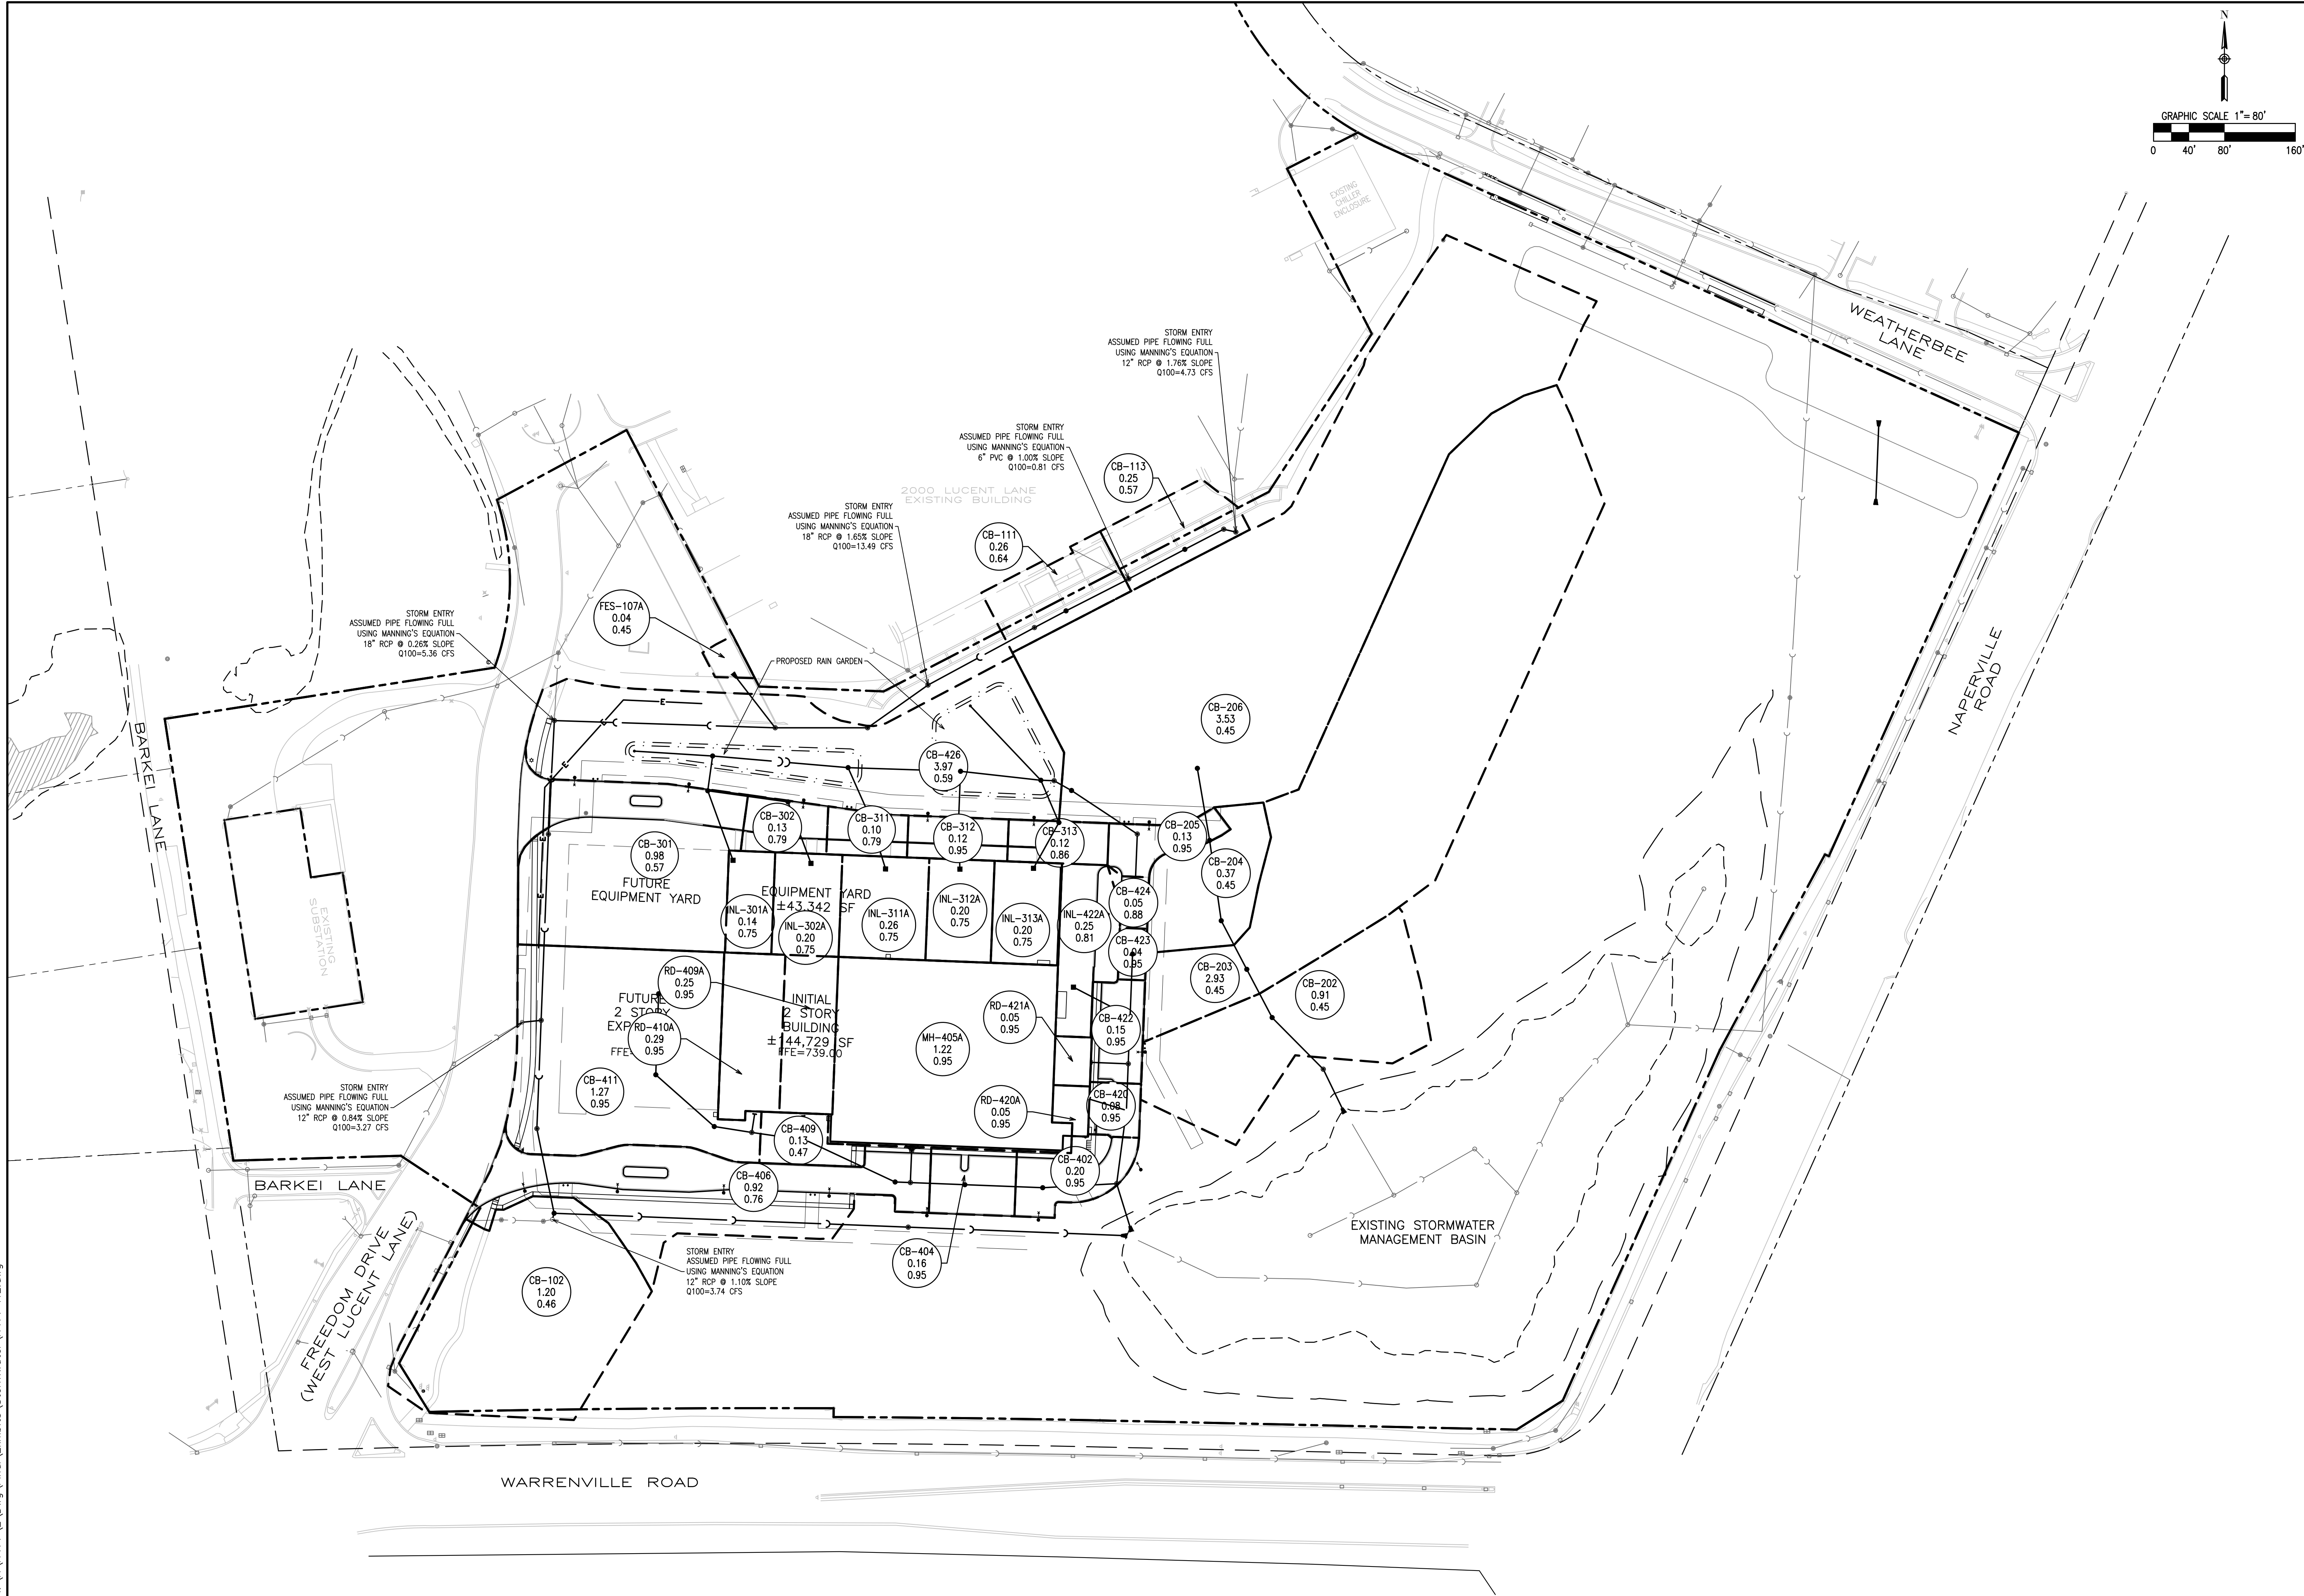 N
GRAPHIC SCALE 1"= 80'
0 40' 80' 160'
EXISTING
CHILLER
ENCLOSURE
WEATHERBEE
LANE
STORM ENTRY
ASSUMED PIPE FLOWING FULL
USING MANNING'S EQUATION
12" RCP @ 1.76% SLOPE
Q100=4.73 CFS
STORM ENTRY
ASSUMED PIPE FLOWING FULL
USING MANNING'S EQUATION
6" PVC @ 1.00% SLOPE
Q100=0.81 CFS
CB-113
0.25
0.57
2000 LUCENT LANE
EXISTING BUILDING
STORM ENTRY
ASSUMED PIPE FLOWING FULL
USING MANNING'S EQUATION
18" RCP @ 1.65% SLOPE
Q100=13.49 CFS
CB-111
0.26
0.64
FES-107A
0.04
0.45
STORM ENTRY
ASSUMED PIPE FLOWING FULL
USING MANNING'S EQUATION
18" RCP @ 0.26% SLOPE
Q100=5.36 CFS
PROPOSED RAIN GARDEN
NAPERVILLE
ROAD
BARKEI LANE
E
E
E
E
CB-206
3.53
0.45
CB-426
3.97
0.59
CB-302
0.13
0.79
CB-311
0.10
0.79
CB-312
0.12
0.95
CB-313
0.12
0.86
CB-205
0.13
0.95
CB-301
0.98
0.57
FUTURE
EQUIPMENT YARD
EQUIPMENT YARD
±43,342 SF
CB-204
0.37
0.45
INL-301A
0.14
0.75
INL-302A
0.20
0.75
INL-311A
0.26
0.75
INL-312A
0.20
0.75
INL-313A
0.20
0.75
INL-422A
0.25
0.81
CB-424
0.05
0.88
CB-423
0.04
0.95
EXISTING
SUBSTATION
RD-409A
0.25
0.95
CB-203
2.93
0.45
CB-202
0.91
0.45
FUTURE
2 STORY
INITIAL
2 STORY
BUILDING
±144,729 SF
FFE=739.00
RD-410A
0.29
0.95
RD-421A
0.05
0.95
CB-422
0.15
0.95
MH-405A
1.22
0.95
CB-411
1.27
0.95
STORM ENTRY
ASSUMED PIPE FLOWING FULL
USING MANNING'S EQUATION
12" RCP @ 0.84% SLOPE
Q100=3.27 CFS
RD-420A
0.05
0.95
CB-420
0.08
0.95
CB-409
0.13
0.47
CB-402
0.20
0.95
CB-406
0.92
0.76
BARKEI LANE
FREEDOM DRIVE
(WEST LUCENT LANE)
EXISTING STORMWATER
MANAGEMENT BASIN
CB-404
0.16
0.95
STORM ENTRY
ASSUMED PIPE FLOWING FULL
USING MANNING'S EQUATION
12" RCP @ 1.10% SLOPE
Q100=3.74 CFS
CB-102
1.20
0.46
WARRENVILLE ROAD